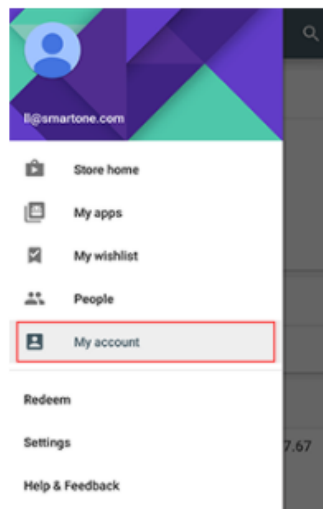 ll@smartone.com
Store home
My apps
My wishlist
People
My account
Redeem
Settings
7.67
Help & Feedback